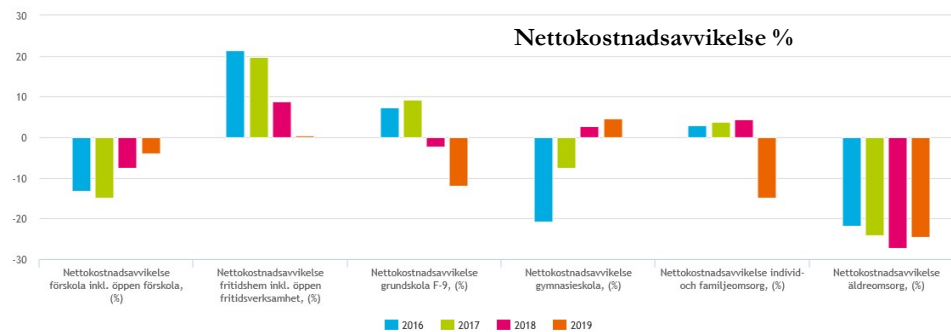 Nettokostnadsavvikelse %
30
20
10
0
-10
-20
-30
Nettokostnadsavvikelse
förskola inkl. öppen förskola,
(%)
Nettokostnadsavvikelse
fritidshem inkl. öppen
fritidsverksamhet, (%)
Nettokostnadsavvikelse
grundskola F-9, (%)
Nettokostnadsavvikelse
gymnasieskola, (%)
Nettokostnadsavvikelse individ-
och familjeomsorg, (%)
Nettokostnadsavvikelse
äldreomsorg, (%)
2016 2017 2018 2019